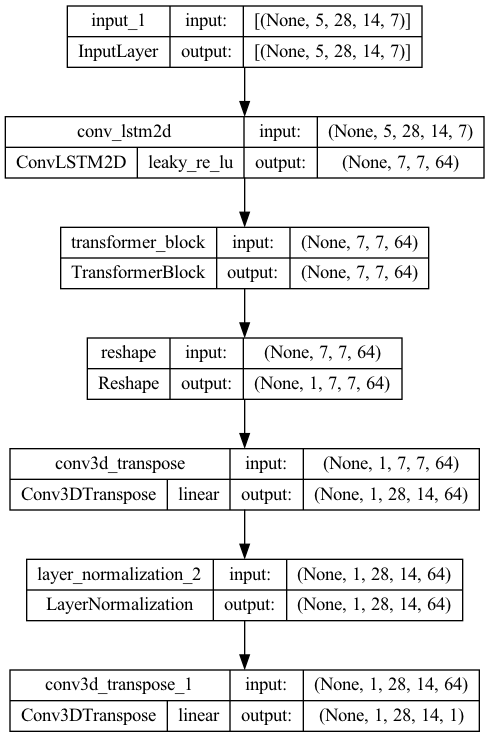 input_1 input: [(None, 5, 28, 14, 7)]
InputLayer output: [(None, 5, 28, 14, 7)]
conv_lstm2d input: (None, 5, 28, 14, 7)
ConvLSTM2D leaky_re_lu output: (None, 7, 7, 64)
transformer_block input: (None, 7, 7, 64)
TransformerBlock output: (None, 7, 7, 64)
reshape input: (None, 7, 7, 64)
Reshape output: (None, 1, 7, 7, 64)
conv3d_transpose input: (None, 1, 7, 7, 64)
Conv3DTranspose linear output: (None, 1, 28, 14, 64)
layer_normalization_2 input: (None, 1, 28, 14, 64)
LayerNormalization output: (None, 1, 28, 14, 64)
conv3d_transpose_1 input: (None, 1, 28, 14, 64)
Conv3DTranspose linear output: (None, 1, 28, 14, 1)